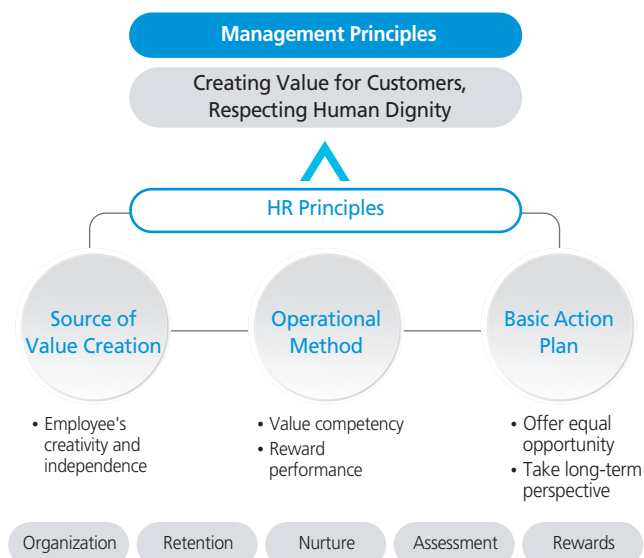 Management Principles
Creating Value for Customers,
Respecting Human Dignity
HR Principles
Source of
Value Creation
Operational
Method
Basic Action
Plan
• Employee's
creativity and
independence
• Value competency
• Reward
performance
• Offer equal
opportunity
• Take long-term
perspective
Organization
Retention
Nurture
Assessment
Rewards